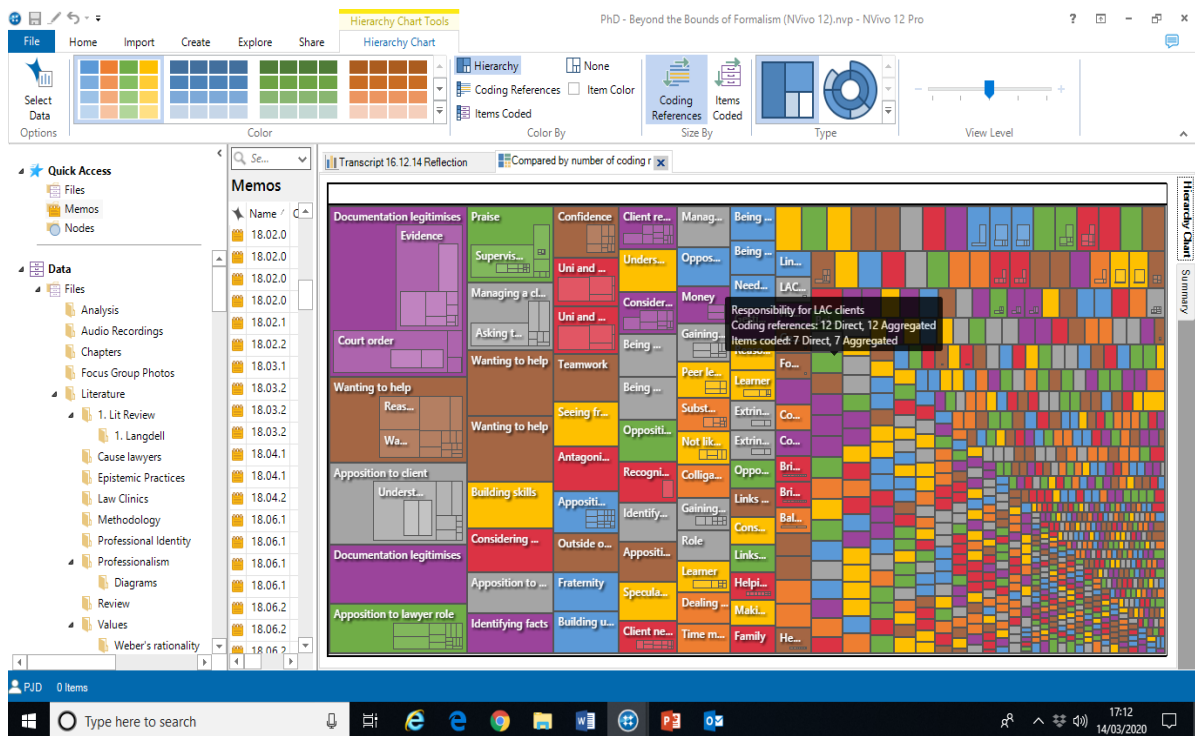 Hierarchy Chart Tools
PhD - Beyond the Bounds of Formalism (NVivo 12).nvp - NVivo 12 Pro
File Home Import Create Explore Share Hierarchy Chart
Select Data
Options
Color
Hierarchy
Coding References
Items Coded
None
Item Color
Color By
Coding References
Items Coded
Size By
Type
View Level
Quick Access
Files
Memos
Nodes
Data
Files
Analysis
Audio Recordings
Chapters
Focus Group Photos
Literature
1. Lit Review
1. Langdell
Cause lawyers
Epistemic Practices
Law Clinics
Methodology
Professional Identity
Professionalism
Diagrams
Review
Values
Weber's rationality
Se...
Memos
Name
18.02.0
18.02.0
18.02.0
18.02.0
18.02.1
18.02.2
18.03.1
18.03.2
18.03.2
18.03.2
18.04.1
18.04.1
18.04.2
18.06.1
18.06.1
18.06.1
18.06.1
18.06.2
18.06.2
18.06.2
Transcript 16.12.14 Reflection
Compared by number of coding r
Documentation legitimises
Evidence
Court order
Wanting to help
Reas...
Wa...
Apposition to client
Underst...
Documentation legitimises
Apposition to lawyer role
Praise
Supervis...
Managing a cl...
Asking t...
Wanting to help
Wanting to help
Building skills
Considering ...
Apposition to ...
Identifying facts
Confidence
Uni and ...
Uni and ...
Teamwork
Seeing fr...
Antagoni...
Appositi...
Outside o...
Fraternity
Building u...
Client re...
Unders...
Consider...
Being ...
Being ...
Oppositi...
Recogni...
Identify...
Appositi...
Specula...
Client ne...
Manag...
Oppos...
Money
Gaining...
Peer le...
Subst...
Not lik...
Colliga...
Gaining...
Role
Learner
Dealing ...
Time m...
Being ...
Being ...
Need...
Reaso...
Learner
Extrin...
Extrin...
Oppo...
Links ...
Cons...
Links...
Helpi...
Maki...
Family
Lin...
LAC...
Fo...
Co...
Co...
Bri...
Bri...
Bal...
He...
Responsibility for LAC clients
Coding references: 12 Direct, 12 Aggregated
Items coded: 7 Direct, 7 Aggregated
Hierarchy Chart
Summary
PJD 0 Items
Type here to search
17:12
14/03/2020